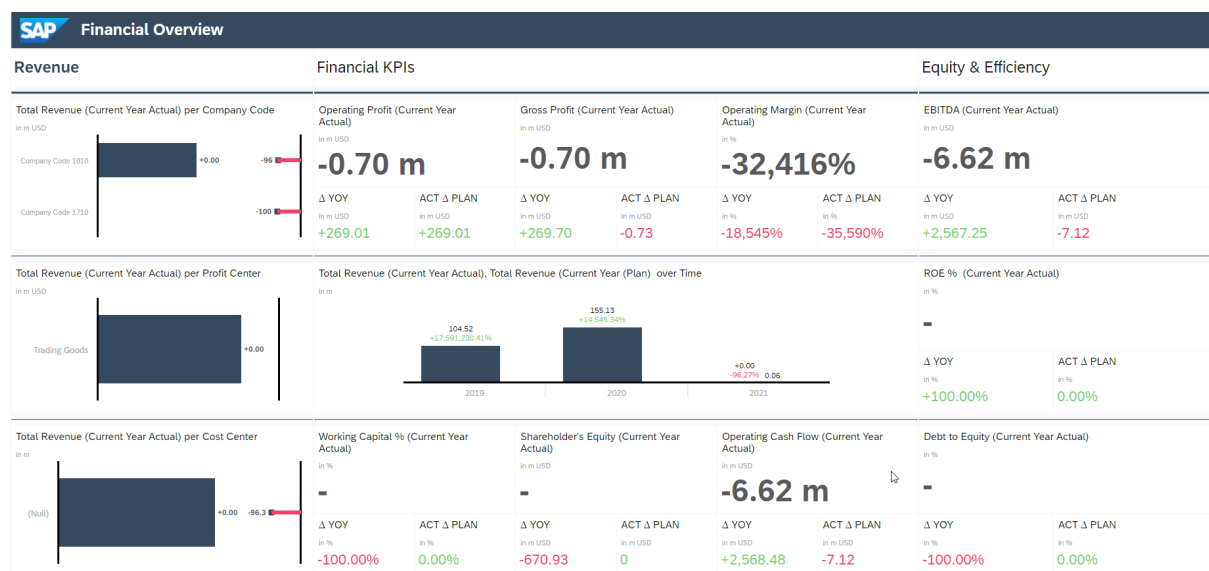 SAP Financial Overview
Revenue
Financial KPIs
Equity & Efficiency
Total Revenue (Current Year Actual) per Company Code
in m USD
Company Code 1010
+0.00
-96
Company Code 1710
-100
Operating Profit (Current Year
Actual)
in m USD
-0.70 m
Δ YOY
in m USD
+269.01
ACT Δ PLAN
in m USD
+269.01
Gross Profit (Current Year Actual)
in m USD
-0.70 m
Δ YOY
in m USD
+269.70
ACT Δ PLAN
in m USD
-0.73
Operating Margin (Current Year
Actual)
in %
-32,416%
Δ YOY
in %
-18,545%
ACT Δ PLAN
in %
-35,590%
EBITDA (Current Year Actual)
in m USD
-6.62 m
Δ YOY
in m USD
+2,567.25
ACT Δ PLAN
in m USD
-7.12
Total Revenue (Current Year Actual) per Profit Center
in m USD
Trading Goods
+0.00
Total Revenue (Current Year Actual), Total Revenue (Current Year (Plan) over Time
in m
104.52
+17,591,230.41%
155.13
+14,545.34%
+0.00
-96.27% 0.06
2019
2020
2021
ROE % (Current Year Actual)
in %
-
Δ YOY
in %
+100.00%
ACT Δ PLAN
in %
0.00%
Total Revenue (Current Year Actual) per Cost Center
in m
(Null)
+0.00
-96.3
Working Capital % (Current Year
Actual)
in %
-
Δ YOY
in %
-100.00%
ACT Δ PLAN
in %
0.00%
Shareholder's Equity (Current Year
Actual)
in m USD
-
Δ YOY
in m USD
-670.93
ACT Δ PLAN
in m USD
0
Operating Cash Flow (Current Year
Actual)
in m USD
-6.62 m
Δ YOY
in m USD
+2,568.48
ACT Δ PLAN
in m USD
-7.12
Debt to Equity (Current Year Actual)
in %
-
Δ YOY
in %
-100.00%
ACT Δ PLAN
in %
0.00%